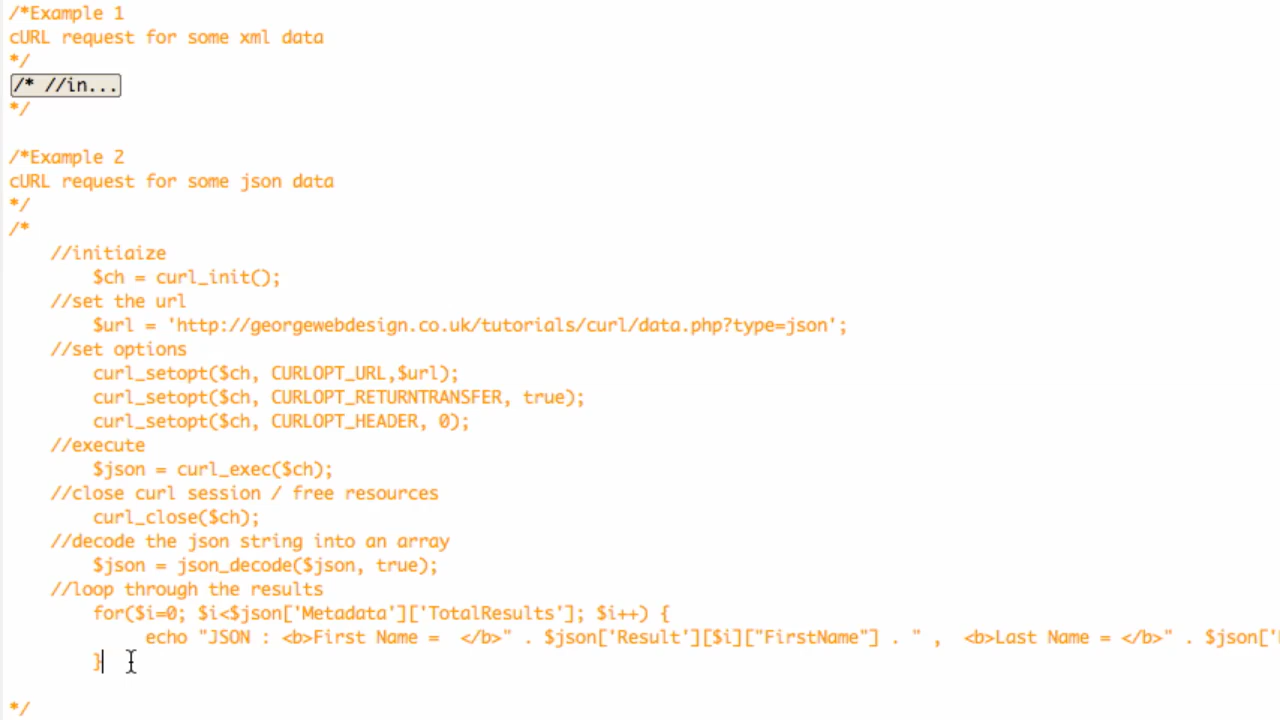 /*Example 1
cURL request for some xml data
*/
/* //in...
*/
/*Example 2
cURL request for some json data
*/
/*
//initiaize
$ch = curl_init();
//set the url
$url = 'http://georgewebdesign.co.uk/tutorials/curl/data.php?type=json';
//set options
curl_setopt($ch, CURLOPT_URL,$url);
curl_setopt($ch, CURLOPT_RETURNTRANSFER, true);
curl_setopt($ch, CURLOPT_HEADER, 0);
//execute
$json = curl_exec($ch);
//close curl session / free resources
curl_close($ch);
//decode the json string into an array
$json = json_decode($json, true);
//loop through the results
for($i=0; $i<$json['Metadata']['TotalResults']; $i++) {
echo "JSON : <b>First Name =  </b>" . $json['Result'][$i]["FirstName"] . " ,  <b>Last Name = </b>" . $json['
}
*/